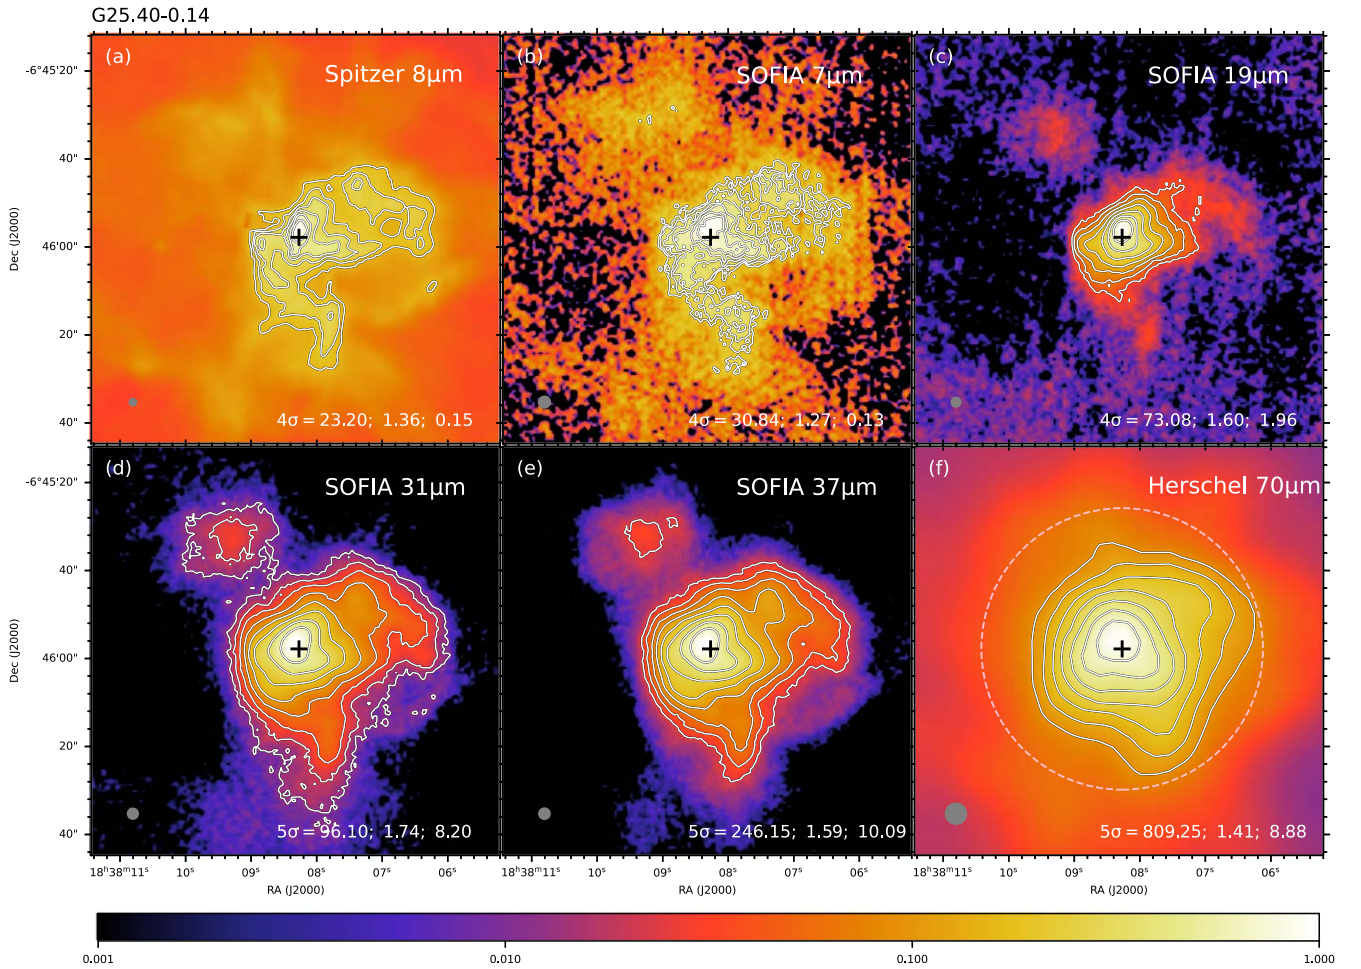 G25.40-0.14
(a) Spitzer 8μm
(b) SOFIA 7μm
(c) SOFIA 19μm
-6°45'20"
40"
46'00"
20"
40"
Dec (J2000)
4σ=23.20; 1.36; 0.15
4σ=30.84; 1.27; 0.13
4σ=73.08; 1.60; 1.96
(d) SOFIA 31μm
(e) SOFIA 37μm
(f) Herschel 70μm
-6°45'20"
40"
46'00"
20"
40"
Dec (J2000)
5σ=96.10; 1.74; 8.20
5σ=246.15; 1.59; 10.09
5σ=809.25; 1.41; 8.88
18ʰ38ᵐ11ˢ 10ˢ 09ˢ 08ˢ 07ˢ 06ˢ
18ʰ38ᵐ11ˢ 10ˢ 09ˢ 08ˢ 07ˢ 06ˢ
18ʰ38ᵐ11ˢ 10ˢ 09ˢ 08ˢ 07ˢ 06ˢ
RA (J2000)
RA (J2000)
RA (J2000)
0.001 0.010 0.100 1.000